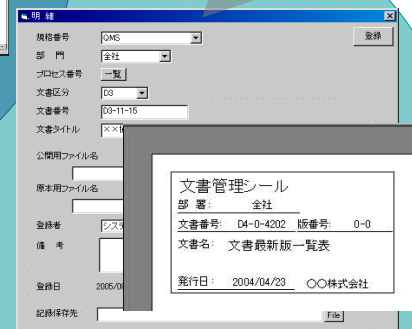 明 細
規格番号 QMS 登録
部 門 全社
プロセス番号 一覧
文書区分 D3
文書番号 D3-11-15
文書タイトル ××
公開用ファイル名
原本用ファイル名
登録者 システ
備 考
登録日 2005/08
記録保存先 File
文書管理シール
部 署: 全社
文書番号: D4-0-4202 版番号: 0-0
文書名: 文書最新版一覧表
発行日: 2004/04/23 〇〇株式会社